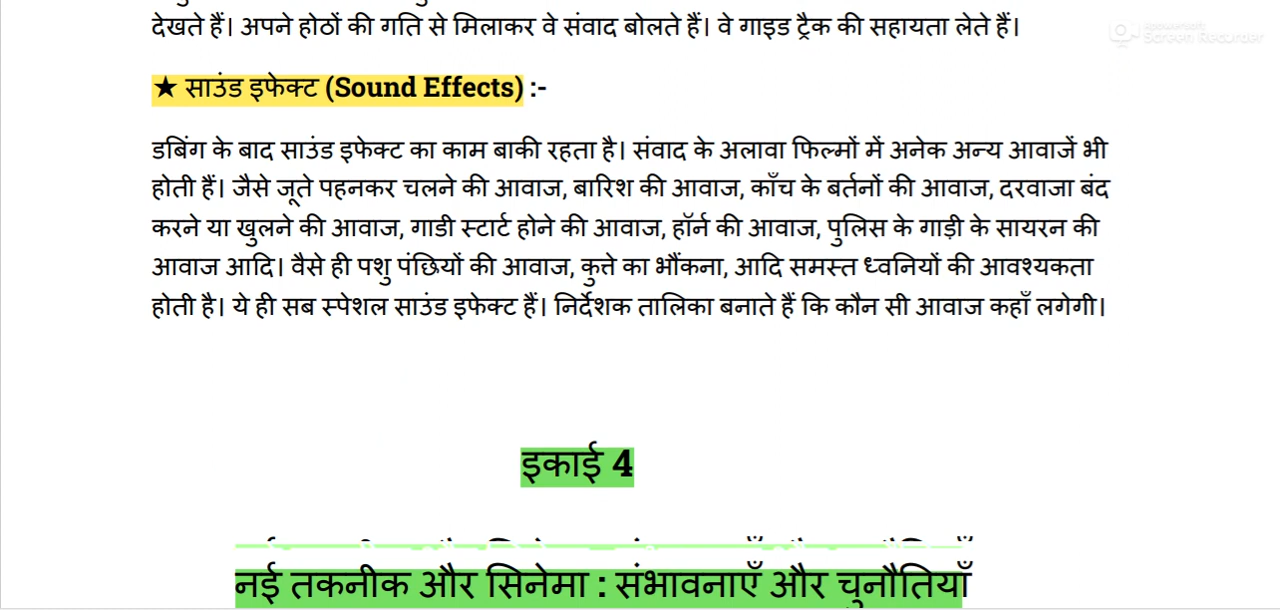 देखते हैं। अपने होठों की गति से मिलाकर वे संवाद बोलते हैं। वे गाइड ट्रैक की सहायता लेते हैं।
Apowersoft
Screen Recorder
★ साउंड इफेक्ट (Sound Effects) :-
डबिंग के बाद साउंड इफेक्ट का काम बाकी रहता है। संवाद के अलावा फिल्मों में अनेक अन्य आवाजें भी
होती हैं। जैसे जूते पहनकर चलने की आवाज, बारिश की आवाज, काँच के बर्तनों की आवाज, दरवाजा बंद
करने या खुलने की आवाज, गाडी स्टार्ट होने की आवाज, हॉर्न की आवाज, पुलिस के गाड़ी के सायरन की
आवाज आदि। वैसे ही पशु पंछियों की आवाज, कुत्ते का भौंकना, आदि समस्त ध्वनियों की आवश्यकता
होती है। ये ही सब स्पेशल साउंड इफेक्ट हैं। निर्देशक तालिका बनाते हैं कि कौन सी आवाज कहाँ लगेगी।
इकाई 4
नई तकनीक और सिनेमा : संभावनाएँ और चुनौतियाँ